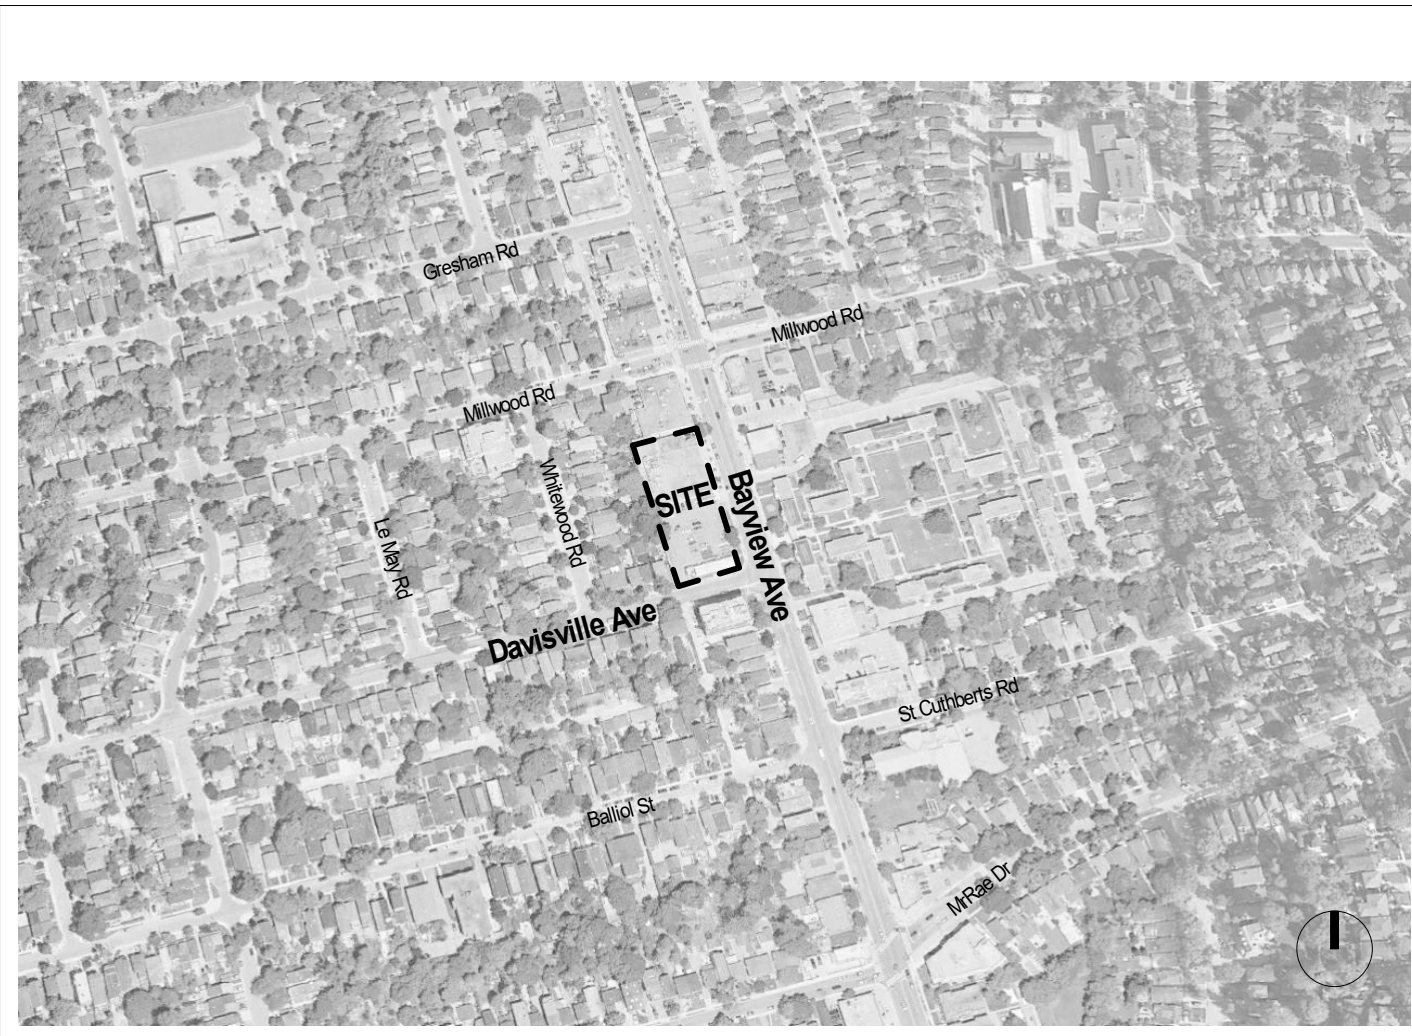 Gresham Rd
Millwood Rd
Millwood Rd
Whitewood Rd
SITE
Bayview Ave
Le May Rd
Davisville Ave
St Cuthberts Rd
Balliol St
MrRae Dr